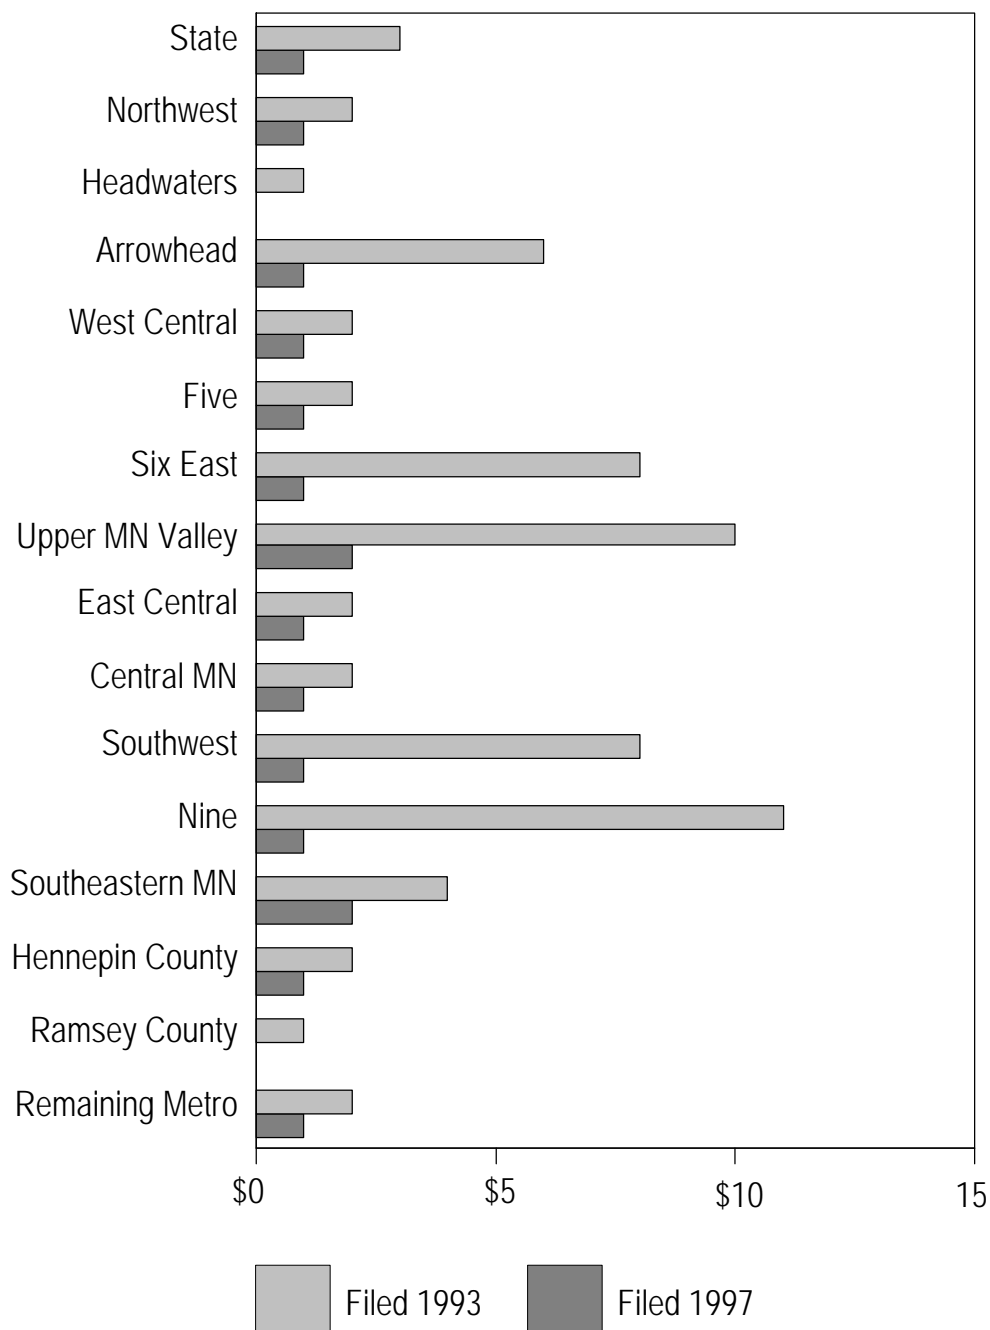 State
Northwest
Headwaters
Arrowhead
West Central
Five
Six East
Upper MN Valley
East Central
Central MN
Southwest
Nine
Southeastern MN
Hennepin County
Ramsey County
Remaining Metro
$0 $5 $10 15
Filed 1993 Filed 1997